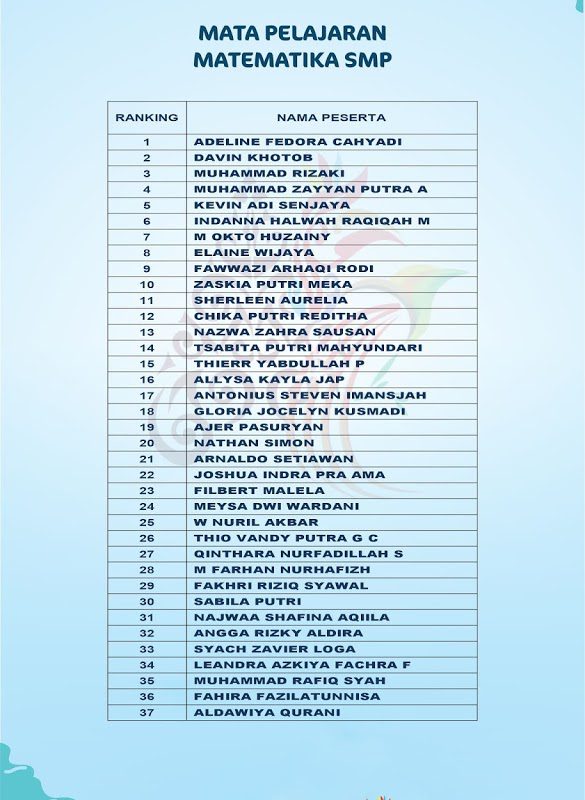 MATA PELAJARAN
MATEMATIKA SMP
RANKING NAMA PESERTA
1 ADELINE FEDORA CAHYADI
2 DAVIN KHOTOB
3 MUHAMMAD RIZAKI
4 MUHAMMAD ZAYYAN PUTRA A
5 KEVIN ADI SENJAYA
6 INDANNA HALWAH RAQIQAH M
7 M OKTO HUZAINY
8 ELAINE WIJAYA
9 FAWWAZI ARHAQI RODI
10 ZASKIA PUTRI MEKA
11 SHERLEEN AURELIA
12 CHIKA PUTRI REDITHA
13 NAZWA ZAHRA SAUSAN
14 TSABITA PUTRI MAHYUNDARI
15 THIERR YABDULLAH P
16 ALLYSA KAYLA JAP
17 ANTONIUS STEVEN IMANSJAH
18 GLORIA JOCELYN KUSMADI
19 AJER PASURYAN
20 NATHAN SIMON
21 ARNALDO SETIAWAN
22 JOSHUA INDRA PRA AMA
23 FILBERT MALELA
24 MEYSA DWI WARDANI
25 W NURIL AKBAR
26 THIO VANDY PUTRA G C
27 QINTHARA NURFADILLAH S
28 M FARHAN NURHAFIZH
29 FAKHRI RIZIQ SYAWAL
30 SABILA PUTRI
31 NAJWAA SHAFINA AQIILA
32 ANGGA RIZKY ALDIRA
33 SYACH ZAVIER LOGA
34 LEANDRA AZKIYA FACHRA F
35 MUHAMMAD RAFIQ SYAH
36 FAHIRA FAZILATUNNISA
37 ALDAWIYA QURANI